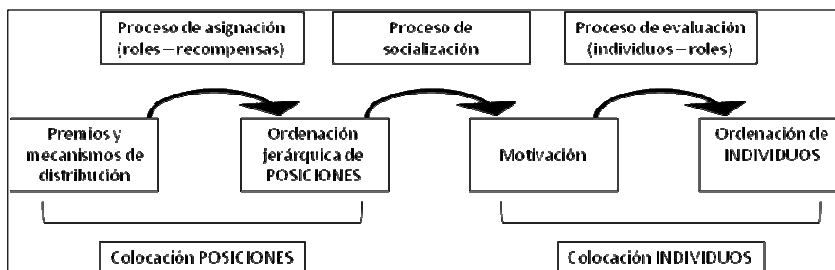 Proceso de asignación
(roles – recompensas)
Proceso de
socialización
Proceso de evaluación
(individuos – roles)
Premios y
mecanismos de
distribución
Ordenación
jerárquica de
POSICIONES
Motivación
Ordenación de
INDIVIDUOS
Colocación POSICIONES
Colocación INDIVIDUOS